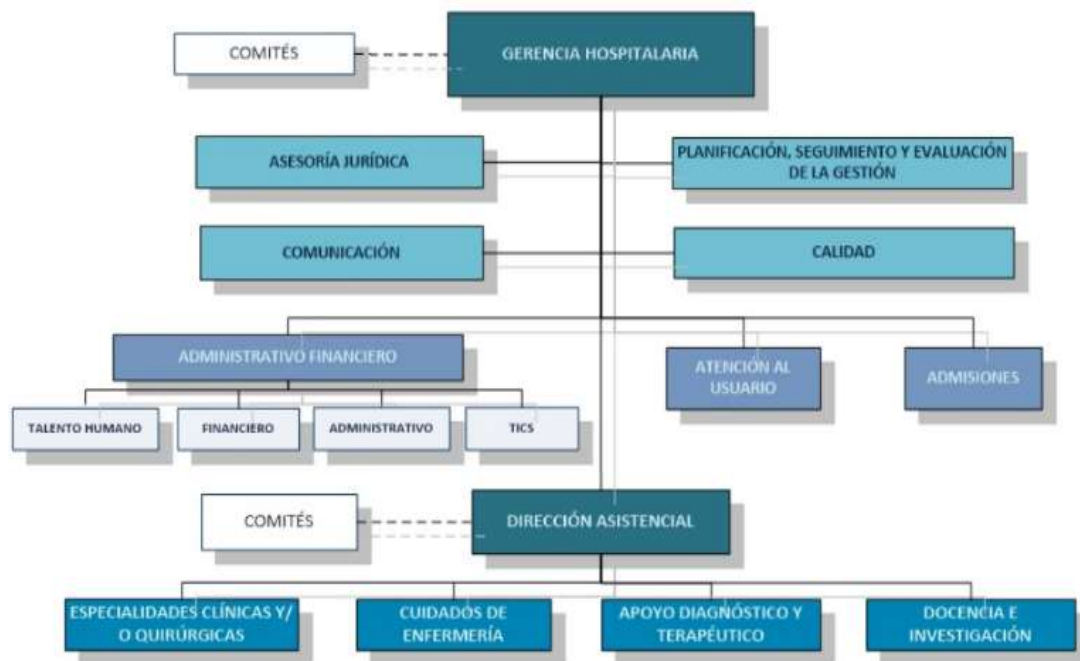 COMITÉS
GERENCIA HOSPITALARIA
ASESORÍA JURÍDICA
PLANIFICACIÓN, SEGUIMIENTO Y EVALUACIÓN
DE LA GESTIÓN
COMUNICACIÓN
CALIDAD
ADMINISTRATIVO FINANCIERO
ATENCIÓN AL
USUARIO
ADMISIONES
TALENTO HUMANO
FINANCIERO
ADMINISTRATIVO
TICS
COMITÉS
DIRECCIÓN ASISTENCIAL
ESPECIALIDADES CLÍNICAS Y/
O QUIRÚRGICAS
CUIDADOS DE
ENFERMERÍA
APOYO DIAGNÓSTICO Y
TERAPÉUTICO
DOCENCIA E
INVESTIGACIÓN